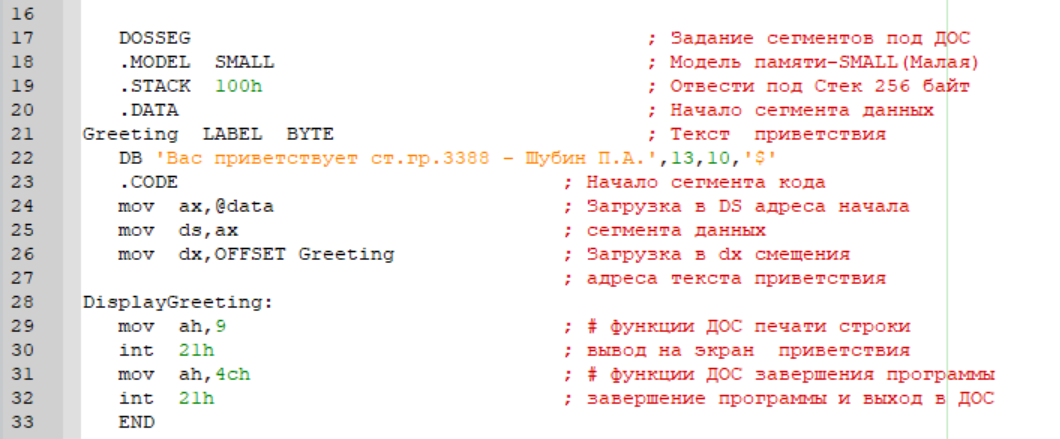 16
17 DOSSEG ; Задание сегментов под ДОС
18 .MODEL SMALL ; Модель памяти-SMALL(Малая)
19 .STACK 100h ; Отвести под Стек 256 байт
20 .DATA ; Начало сегмента данных
21 Greeting LABEL BYTE ; Текст приветствия
22 DB 'Вас приветствует ст.гр.3388 - Шубин П.А.',13,10,'$'
23 .CODE ; Начало сегмента кода
24 mov ax,@data ; Загрузка в DS адреса начала
25 mov ds,ax ; сегмента данных
26 mov dx,OFFSET Greeting ; Загрузка в dx смещения
27 ; адреса текста приветствия
28 DisplayGreeting:
29 mov ah,9 ; # функции ДОС печати строки
30 int 21h ; вывод на экран приветствия
31 mov ah,4ch ; # функции ДОС завершения программы
32 int 21h ; завершение программы и выход в ДОС
33 END